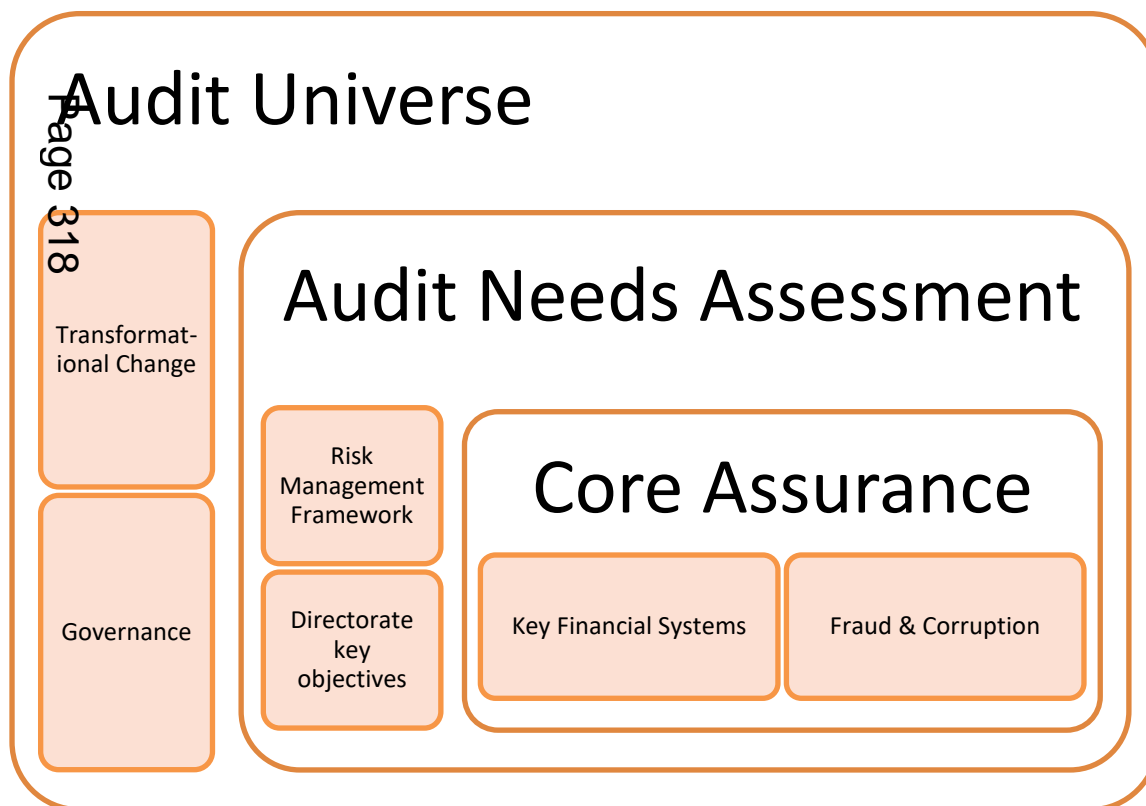 Audit Universe
Page 318
Transformat-
ional Change
Governance
Audit Needs Assessment
Risk
Management
Framework
Directorate
key
objectives
Core Assurance
Key Financial Systems
Fraud & Corruption